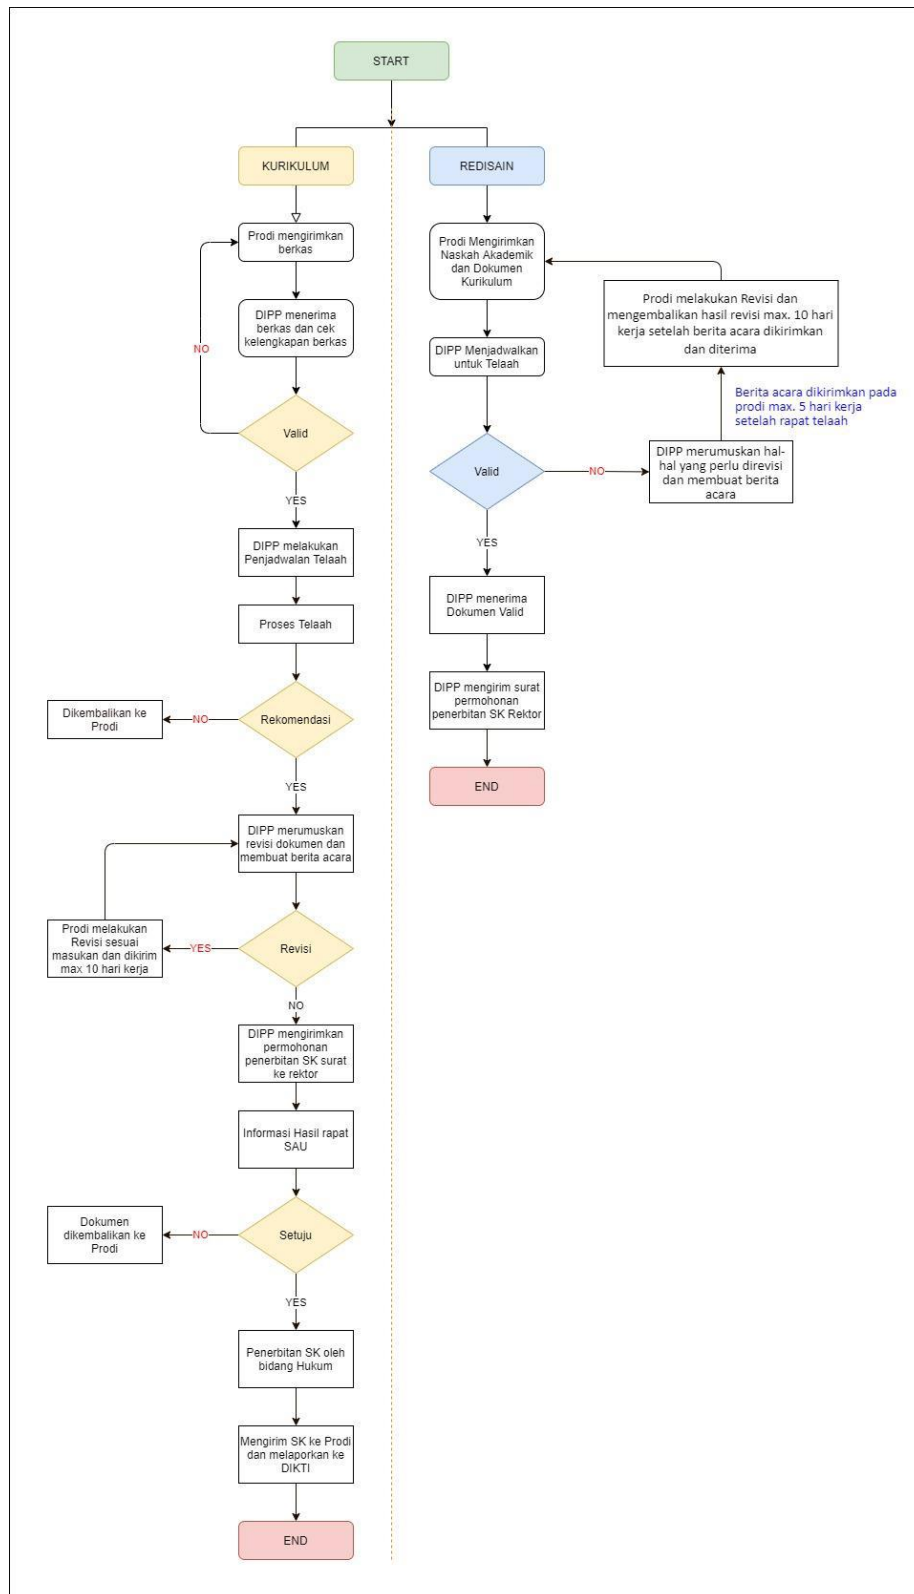 START
KURIKULUM
Prodi mengirimkan
berkas
DIPP menerima
berkas dan cek
kelengkapan berkas
NO
Valid
YES
DIPP melakukan
Penjadwalan Telaah
Proses Telaah
Rekomendasi
NO
Dikembalikan ke
Prodi
YES
DIPP merumuskan
revisi dokumen dan
membuat berita acara
Revisi
YES
Prodi melakukan
Revisi sesuai
masukan dan dikirim
max 10 hari kerja
NO
DIPP mengirimkan
permohonan
penerbitan SK surat
ke rektor
Informasi Hasil rapat
SAU
Setuju
NO
Dokumen
dikembalikan ke
Prodi
YES
Penerbitan SK oleh
bidang Hukum
Mengirim SK ke Prodi
dan melaporkan ke
DIKTI
END
REDISAIN
Prodi Mengirimkan
Naskah Akademik
dan Dokumen
Kurikulum
DIPP Menjadwalkan
untuk Telaah
Valid
NO
DIPP merumuskan hal-
hal yang perlu direvisi
dan membuat berita
acara
Berita acara dikirimkan pada
prodi max. 5 hari kerja
setelah rapat telaah
Prodi melakukan Revisi dan
mengembalikan hasil revisi max. 10 hari
kerja setelah berita acara dikirimkan
dan diterima
YES
DIPP menerima
Dokumen Valid
DIPP mengirim surat
permohonan
penerbitan SK Rektor
END